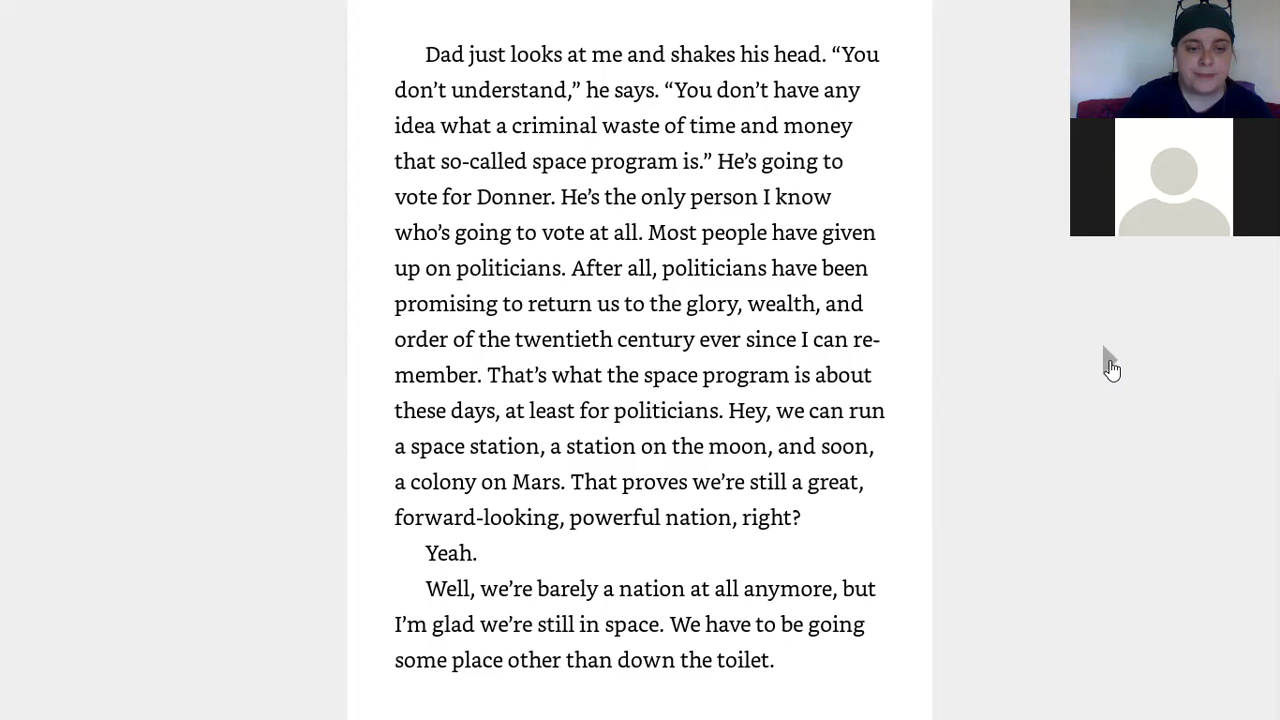 Dad just looks at me and shakes his head. “You
don’t understand,” he says. “You don’t have any
idea what a criminal waste of time and money
that so-called space program is.” He’s going to
vote for Donner. He’s the only person I know
who’s going to vote at all. Most people have given
up on politicians. After all, politicians have been
promising to return us to the glory, wealth, and
order of the twentieth century ever since I can re-
member. That’s what the space program is about
these days, at least for politicians. Hey, we can run
a space station, a station on the moon, and soon,
a colony on Mars. That proves we’re still a great,
forward-looking, powerful nation, right?
Yeah.
Well, we’re barely a nation at all anymore, but
I’m glad we’re still in space. We have to be going
some place other than down the toilet.